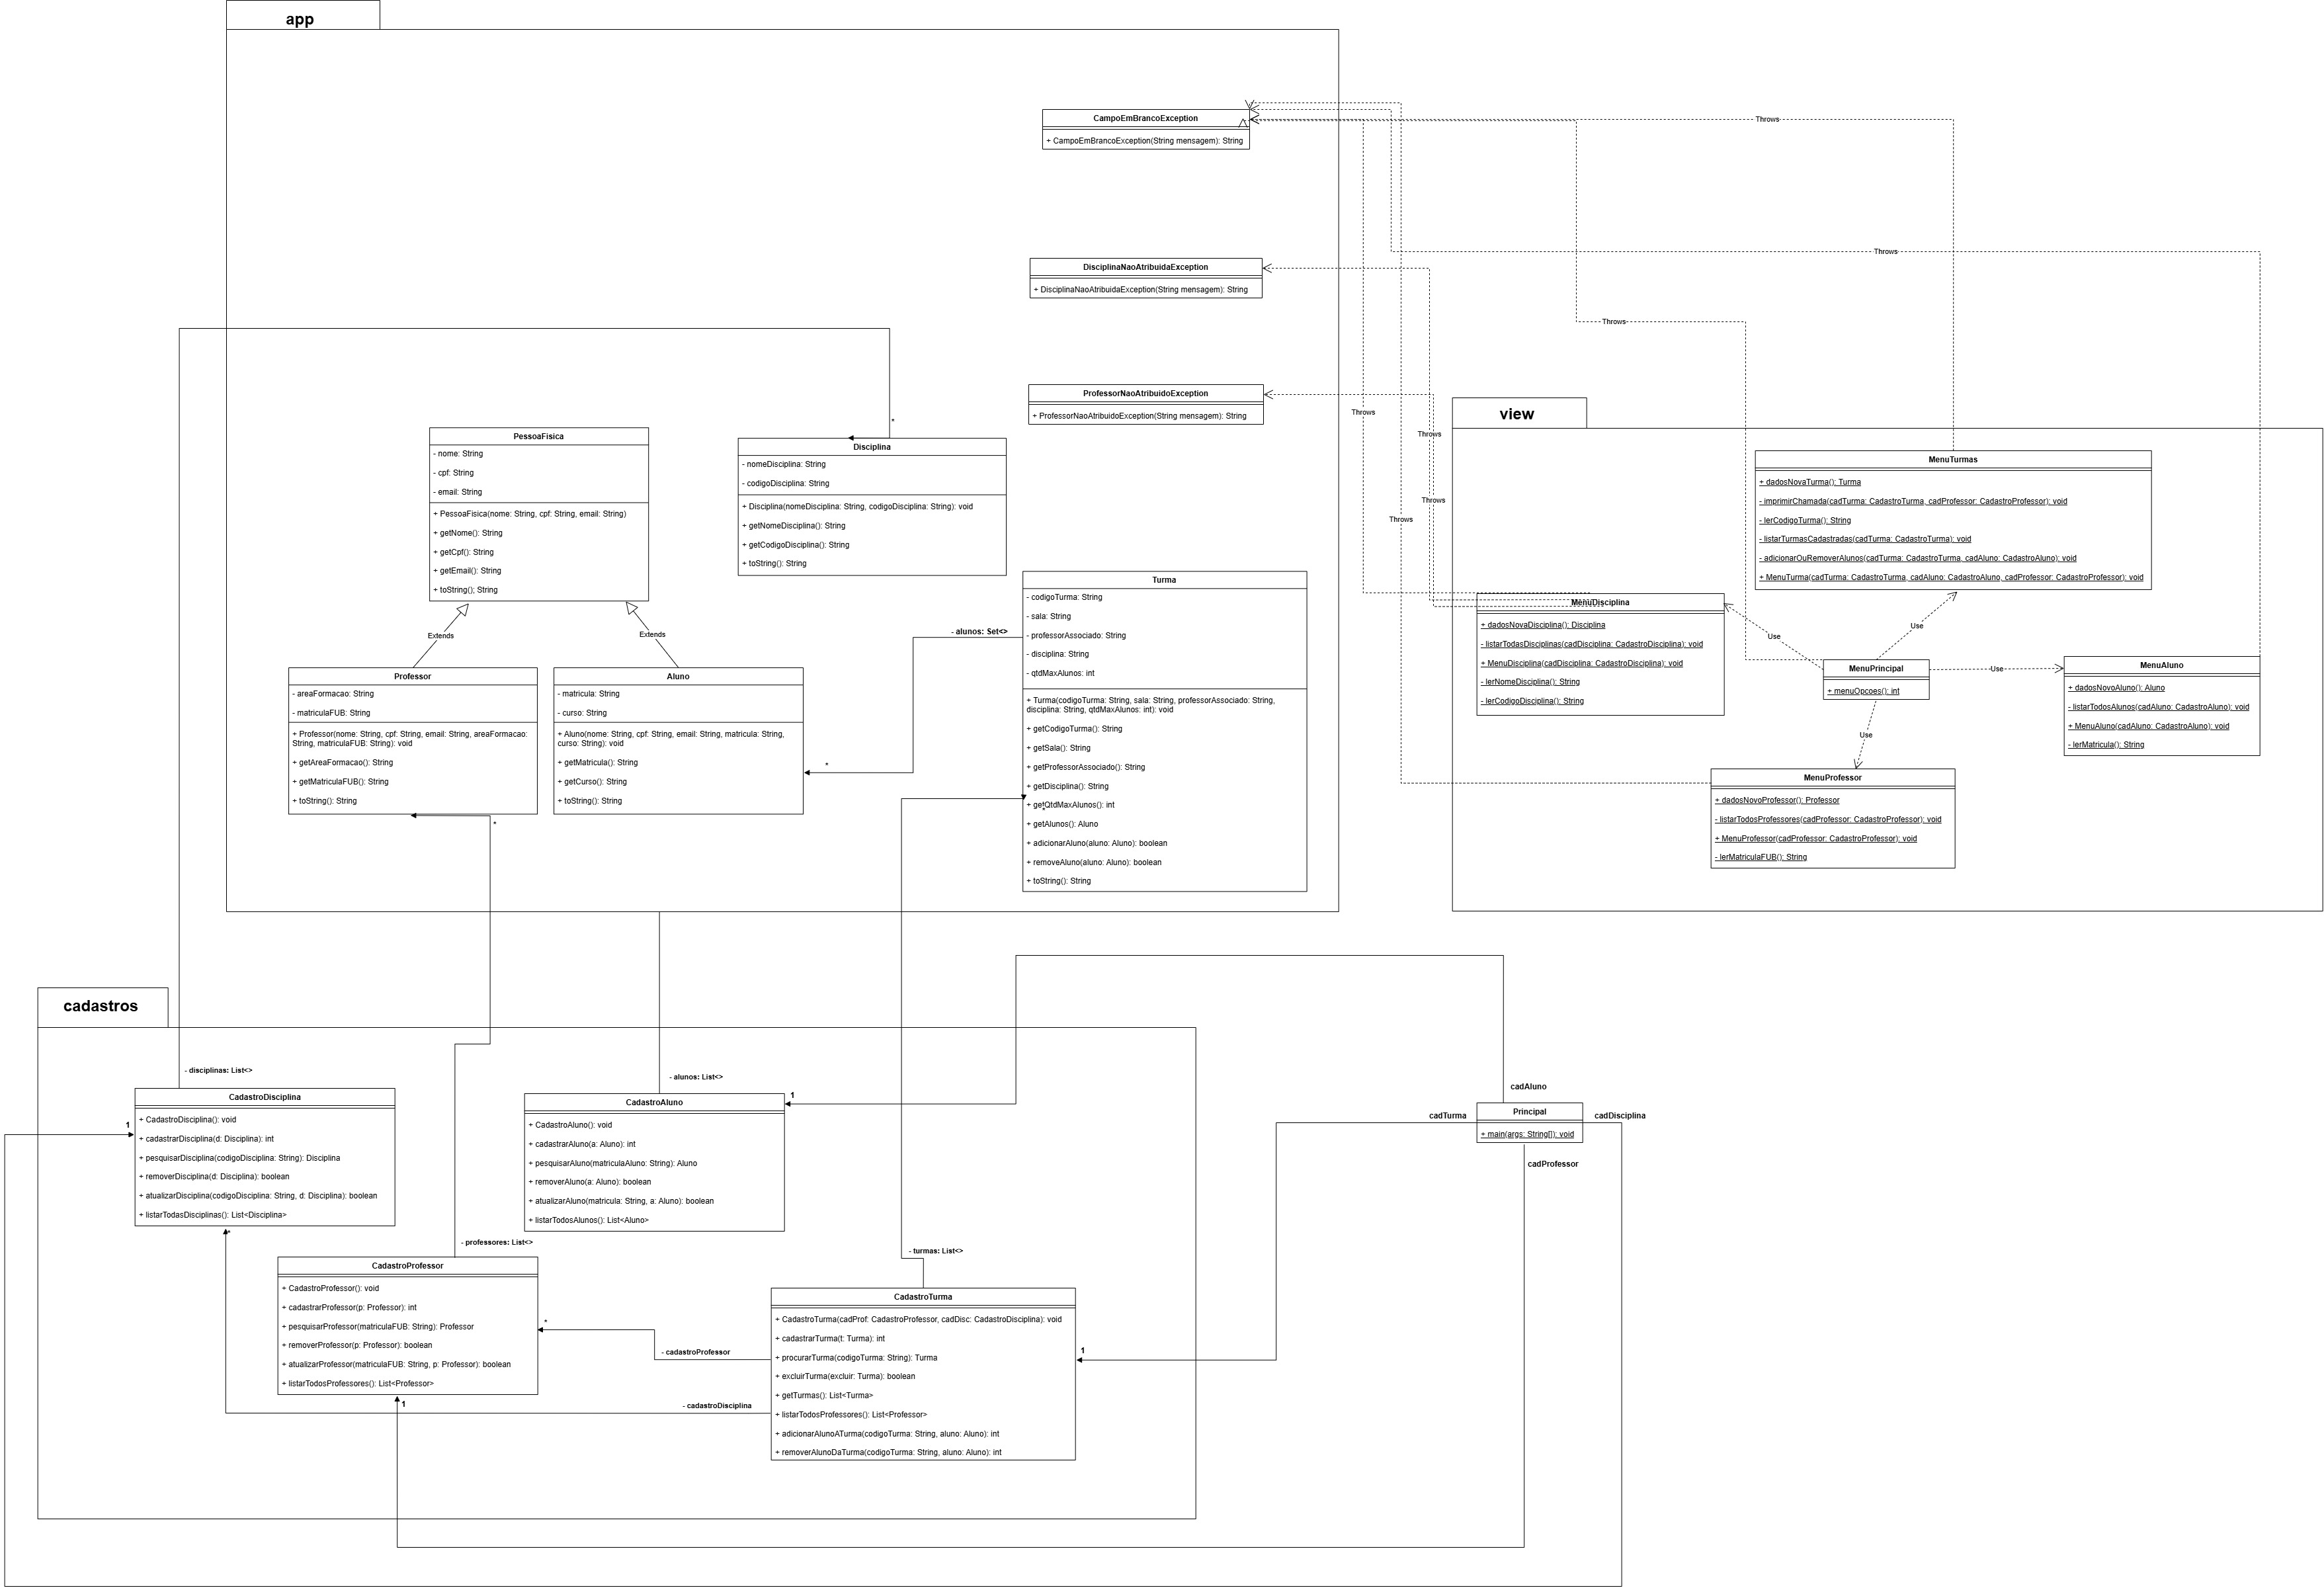 app
CampoEmBrancoException
+ CampoEmBrancoException(String mensagem): String
Throws
Throws
DisciplinaNaoAtribuidaException
+ DisciplinaNaoAtribuidaException(String mensagem): String
Throws
ProfessorNaoAtribuidoException
+ ProfessorNaoAtribuidoException(String mensagem): String
Throws
Throws
Throws
Throws
*
PessoaFisica
- nome: String
- cpf: String
- email: String
+ PessoaFisica(nome: String, cpf: String, email: String)
+ getNome(): String
+ getCpf(): String
+ getEmail(): String
+ toString(); String
Disciplina
- nomeDisciplina: String
- codigoDisciplina: String
+ Disciplina(nomeDisciplina: String, codigoDisciplina: String): void
+ getNomeDisciplina(): String
+ getCodigoDisciplina(): String
+ toString(): String
Extends
Extends
Professor
- areaFormacao: String
- matriculaFUB: String
+ Professor(nome: String, cpf: String, email: String, areaFormacao:
String, matriculaFUB: String): void
+ getAreaFormacao(): String
+ getMatriculaFUB(): String
+ toString(): String
*
Aluno
- matricula: String
- curso: String
+ Aluno(nome: String, cpf: String, email: String, matricula: String,
curso: String): void
+ getMatricula(): String
+ getCurso(): String
+ toString(): String
*
- alunos: Set<>
Turma
- codigoTurma: String
- sala: String
- professorAssociado: String
- disciplina: String
- qtdMaxAlunos: int
+ Turma(codigoTurma: String, sala: String, professorAssociado: String,
disciplina: String, qtdMaxAlunos: int): void
+ getCodigoTurma(): String
+ getSala(): String
+ getProfessorAssociado(): String
+ getDisciplina(): String
+ getQtdMaxAlunos(): int
*
+ getAlunos(): Aluno
+ adicionarAluno(aluno: Aluno): boolean
+ removeAluno(aluno: Aluno): boolean
+ toString(): String
view
MenuTurmas
+ dadosNovaTurma(): Turma
- imprimirChamada(cadTurma: CadastroTurma, cadProfessor: CadastroProfessor): void
- lerCodigoTurma(): String
- listarTurmasCadastradas(cadTurma: CadastroTurma): void
- adicionarOuRemoverAlunos(cadTurma: CadastroTurma, cadAluno: CadastroAluno): void
+ MenuTurma(cadTurma: CadastroTurma, cadAluno: CadastroAluno, cadProfessor: CadastroProfessor): void
MenuDisciplina
+ dadosNovaDisciplina(): Disciplina
- listarTodasDisciplinas(cadDisciplina: CadastroDisciplina): void
+ MenuDisciplina(cadDisciplina: CadastroDisciplina): void
- lerNomeDisciplina(): String
- lerCodigoDisciplina(): String
Use
Use
MenuPrincipal
+ menuOpcoes(): int
Use
Use
MenuAluno
+ dadosNovoAluno(): Aluno
- listarTodosAlunos(cadAluno: CadastroAluno): void
+ MenuAluno(cadAluno: CadastroAluno): void
- lerMatricula(): String
MenuProfessor
+ dadosNovoProfessor(): Professor
- listarTodosProfessores(cadProfessor: CadastroProfessor): void
+ MenuProfessor(cadProfessor: CadastroProfessor): void
- lerMatriculaFUB(): String
cadastros
- disciplinas: List<>
1
CadastroDisciplina
+ CadastroDisciplina(): void
+ cadastrarDisciplina(d: Disciplina): int
+ pesquisarDisciplina(codigoDisciplina: String): Disciplina
+ removerDisciplina(d: Disciplina): boolean
+ atualizarDisciplina(codigoDisciplina: String, d: Disciplina): boolean
+ listarTodasDisciplinas(): List<Disciplina>
*
- alunos: List<>
1
CadastroAluno
+ CadastroAluno(): void
+ cadastrarAluno(a: Aluno): int
+ pesquisarAluno(matriculaAluno: String): Aluno
+ removerAluno(a: Aluno): boolean
+ atualizarAluno(matricula: String, a: Aluno): boolean
+ listarTodosAlunos(): List<Aluno>
- professores: List<>
CadastroProfessor
+ CadastroProfessor(): void
+ cadastrarProfessor(p: Professor): int
+ pesquisarProfessor(matriculaFUB: String): Professor
+ removerProfessor(p: Professor): boolean
+ atualizarProfessor(matriculaFUB: String, p: Professor): boolean
+ listarTodosProfessores(): List<Professor>
*
1
- cadastroProfessor
- cadastroDisciplina
- turmas: List<>
CadastroTurma
+ CadastroTurma(cadProf: CadastroProfessor, cadDisc: CadastroDisciplina): void
+ cadastrarTurma(t: Turma): int
+ procurarTurma(codigoTurma: String): Turma
+ excluirTurma(excluir: Turma): boolean
+ getTurmas(): List<Turma>
+ listarTodosProfessores(): List<Professor>
+ adicionarAlunoATurma(codigoTurma: String, aluno: Aluno): int
+ removerAlunoDaTurma(codigoTurma: String, aluno: Aluno): int
1
cadAluno
cadTurma
Principal
+ main(args: String[]): void
cadDisciplina
cadProfessor